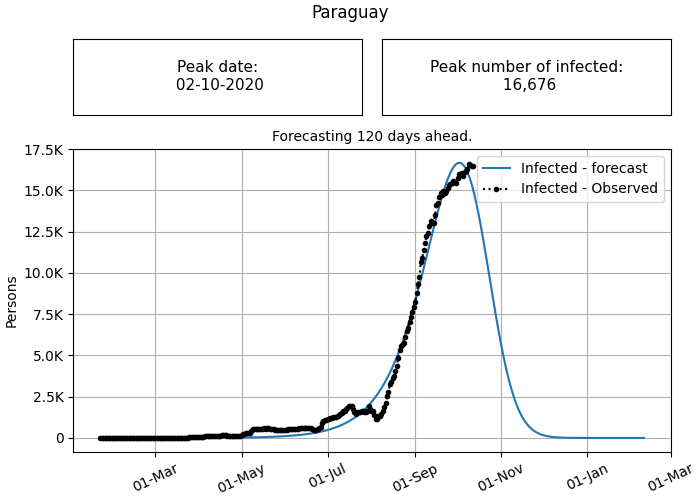 Paraguay
Peak date:
02-10-2020
Peak number of infected:
16,676
Forecasting 120 days ahead.
17.5K
15.0K
12.5K
10.0K
7.5K
5.0K
2.5K
0
Persons
Infected - forecast
Infected - Observed
01-Mar
01-May
01-Jul
01-Sep
01-Nov
01-Jan
01-Mar